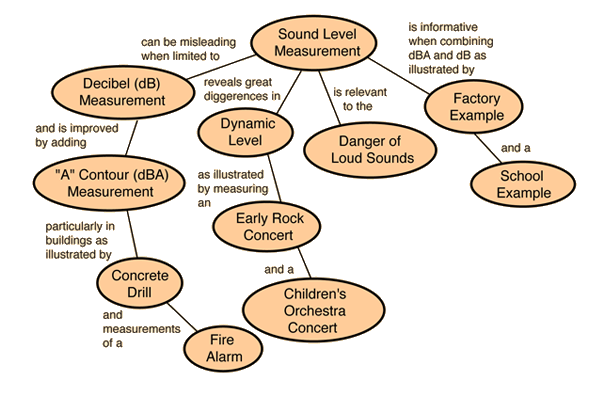 Sound Level
Measurement
can be misleading
when limited to
is informative
when combining
dBA and dB as
illustrated by
Decibel (dB)
Measurement
reveals great
diggerences in
is relevant
to the
Factory
Example
and is improved
by adding
Dynamic
Level
Danger of
Loud Sounds
and a
"A" Contour (dBA)
Measurement
as illustrated
by measuring
an
School
Example
particularly in
buildings as
illustrated by
Early Rock
Concert
Concrete
Drill
and a
Children's
Orchestra
Concert
and
measurements
of a
Fire
Alarm